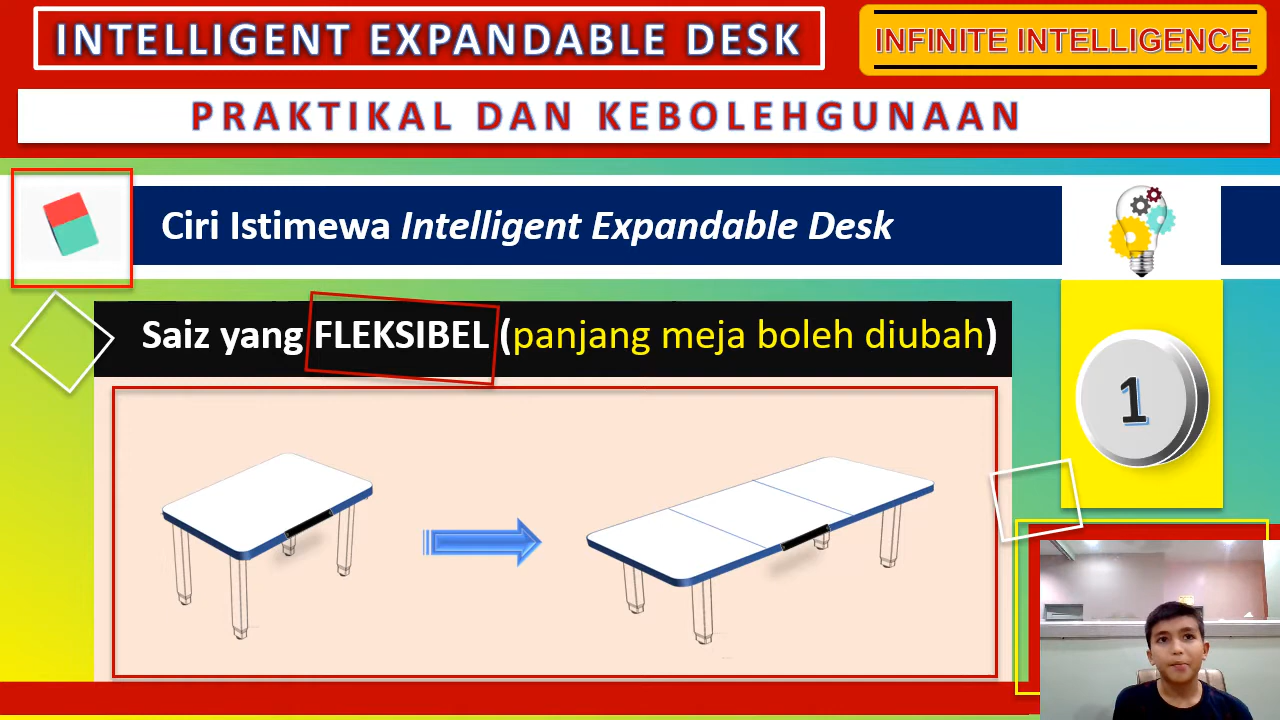 INTELLIGENT EXPANDABLE DESK
INFINITE INTELLIGENCE
PRAKTIKAL DAN KEBOLEHGUNAAN
Ciri Istimewa Intelligent Expandable Desk
Saiz yang FLEKSIBEL (panjang meja boleh diubah)
1